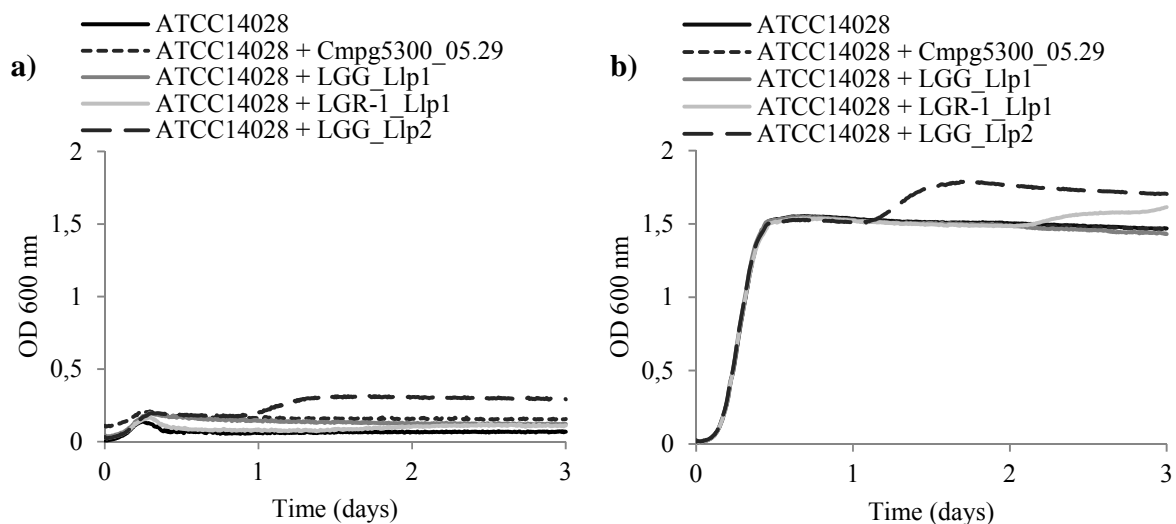 a)
ATCC14028
ATCC14028 + Cmpg5300_05.29
ATCC14028 + LGG_Llp1
ATCC14028 + LGR-1_Llp1
ATCC14028 + LGG_Llp2
2
1,5
1
0,5
0
OD 600 nm
0
1
2
3
Time (days)
b)
ATCC14028
ATCC14028 + Cmpg5300_05.29
ATCC14028 + LGG_Llp1
ATCC14028 + LGR-1_Llp1
ATCC14028 + LGG_Llp2
2
1,5
1
0,5
0
OD 600 nm
0
1
2
3
Time (days)